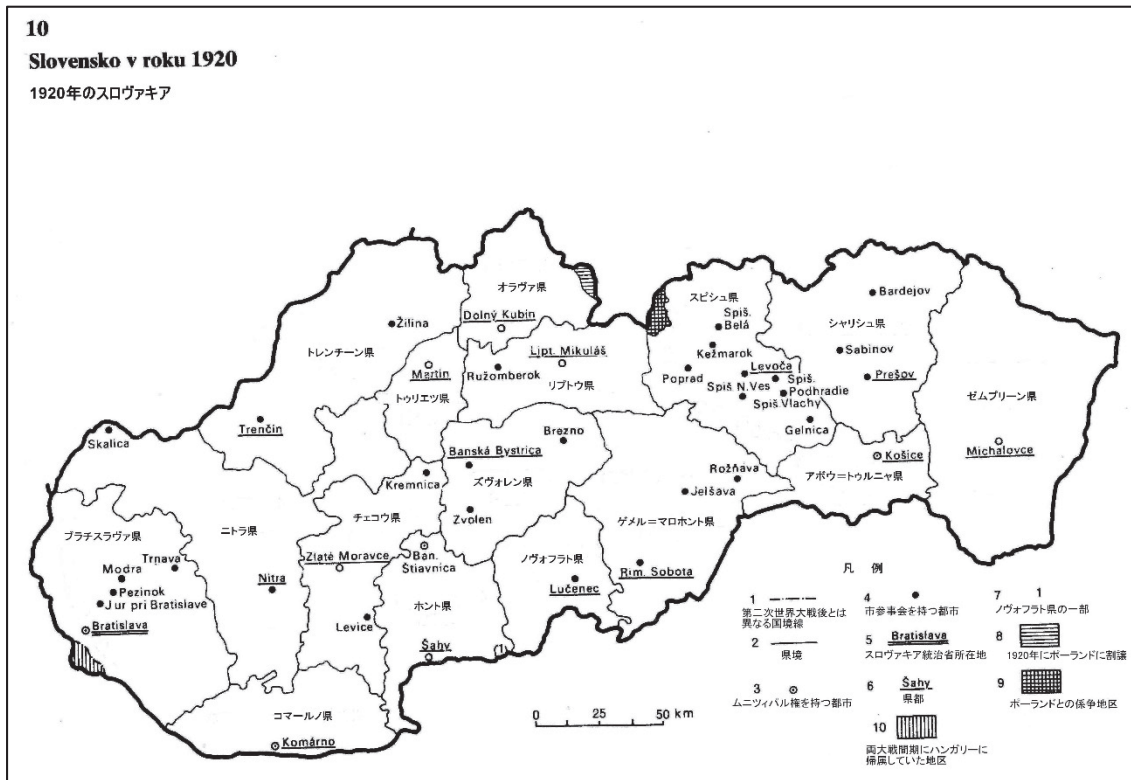 10
Slovensko v roku 1920
1920年のスロヴァキア
オラヴァ県
Dolný Kubin
Žilina
トレンチーン県
Martin
トゥリエツ県
Ružomberok
Lipt. Mikuláš
リプトウ県
スピシュ県
Spiš.
Belá
Kežmarok
Poprad
Levoča
Spiš N.Ves
Spiš.
Podhradie
Spiš.Vlachy
Gelnica
Bardejov
シャリシュ県
Sabinov
Prešov
ゼムプリーン県
Michalovce
Košice
アボウ=トゥルニャ県
Trenčín
Skalica
Banská Bystrica
Brezno
ズヴォレン県
Zvolen
Kremnica
チェコウ県
Rožňava
Jelšava
ゲメル=マロホント県
Rim. Sobota
ブラチスラヴァ県
Trnava
Modra
Pezinok
Jur pri Bratislave
Bratislava
ニトラ県
Nitra
Zlaté Moravce
Ban.
Štiavnica
Levice
ホント県
Šahy
(1)
ノヴォフラト県
Lučenec
コマールノ県
Komárno
0 25 50 km
凡 例
1
第二次世界大戦後とは
異なる国境線
2
県境
3
ムニツィパル権を持つ都市
4
市参事会を持つ都市
5 Bratislava
スロヴァキア統治省所在地
6 Šahy
県都
7 1
ノヴォフラト県の一部
8
1920年にポーランドに割譲
9
ポーランドとの係争地区
10
両大戦間期にハンガリーに
帰属していた地区